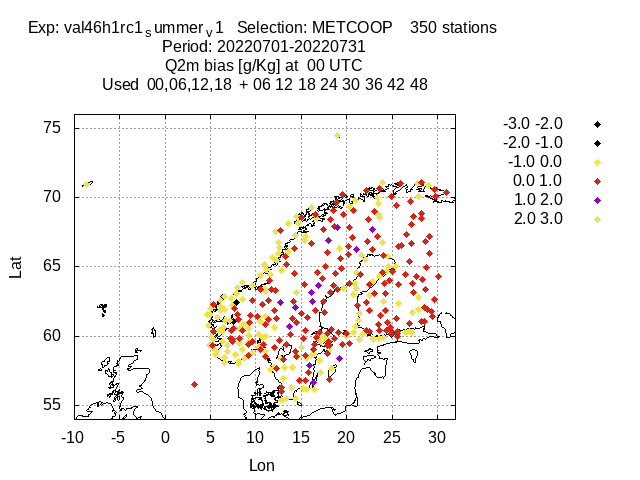 Exp: val46h1rc1summerv1 Selection: METCOOP 350 stations
Period: 20220701-20220731
Q2m bias [g/Kg] at 00 UTC
Used 00,06,12,18 + 06 12 18 24 30 36 42 48
-3.0 -2.0
-2.0 -1.0
-1.0 0.0
0.0 1.0
1.0 2.0
2.0 3.0
75
70
65
60
55
Lat
-10 -5 0 5 10 15 20 25 30
Lon